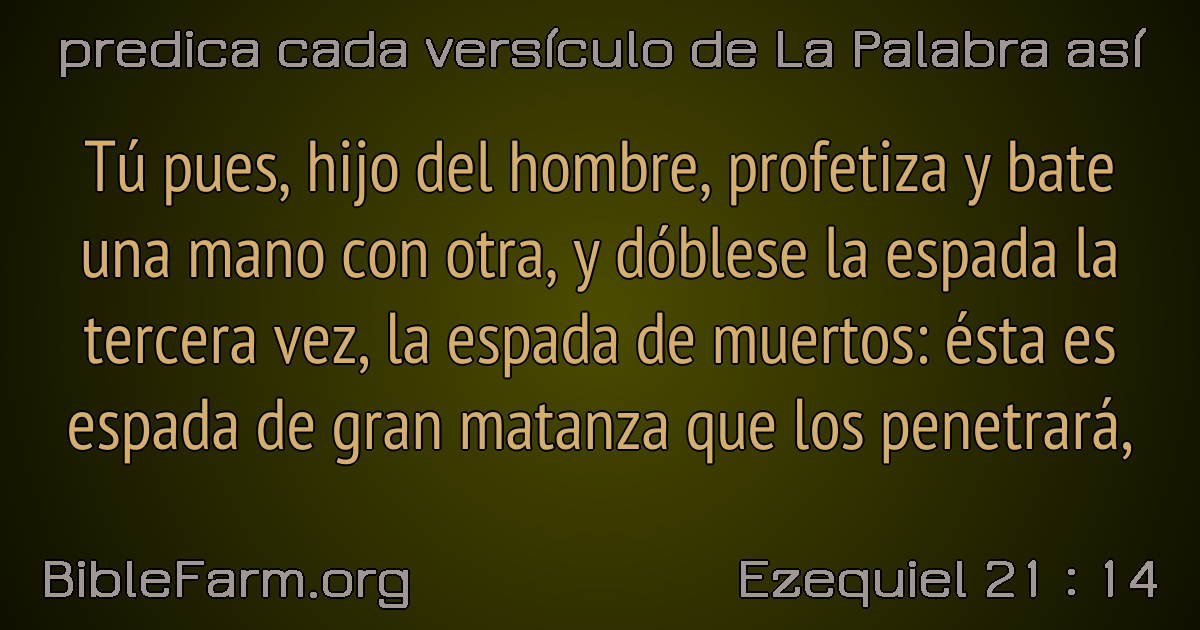 predica cada versículo de La Palabra así
Tú pues, hijo del hombre, profetiza y bate
una mano con otra, y dóblese la espada la
tercera vez, la espada de muertos: ésta es
espada de gran matanza que los penetrará,
BibleFarm.org
Ezequiel 21 : 14